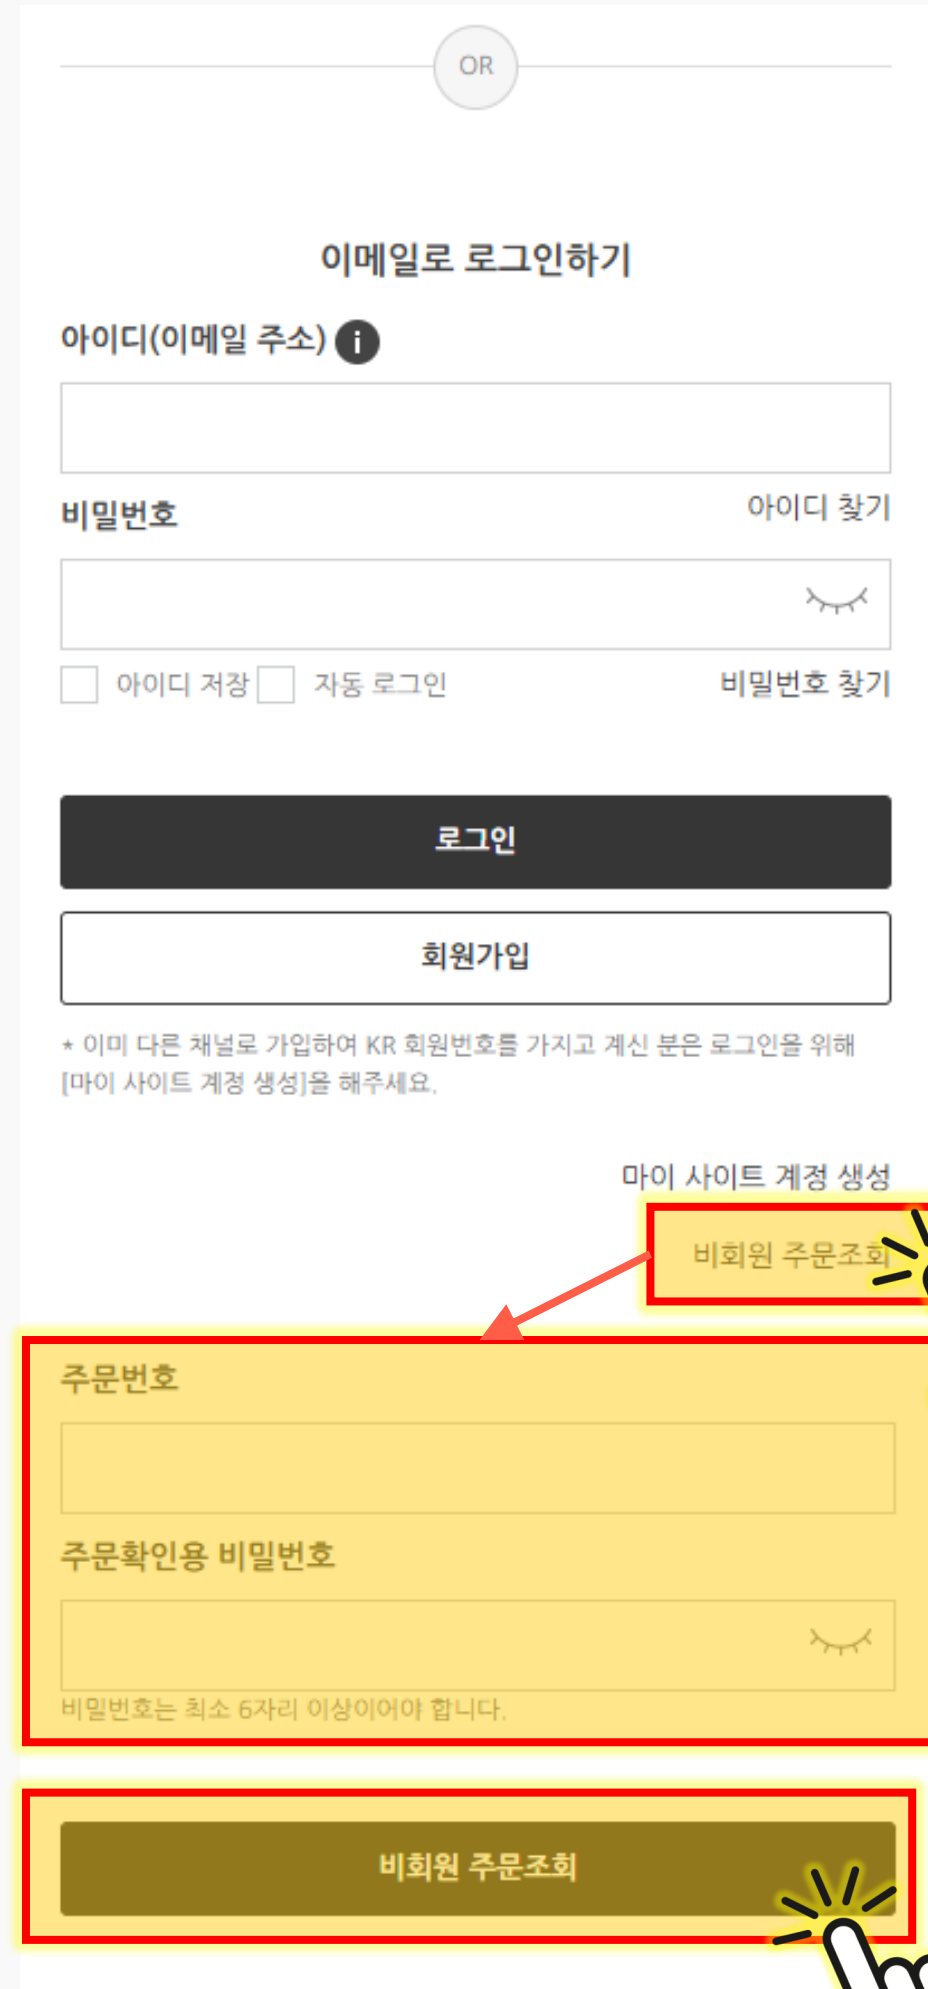 OR
이메일로 로그인하기
아이디(이메일 주소) i
비밀번호
아이디 찾기
아이디 저장 자동 로그인 비밀번호 찾기
로그인
회원가입
* 이미 다른 채널로 가입하여 KR 회원번호를 가지고 계신 분은 로그인을 위해
[마이 사이트 계정 생성]을 해주세요.
마이 사이트 계정 생성
비회원 주문조회
주문번호
주문확인용 비밀번호
비밀번호는 최소 6자리 이상이어야 합니다.
비회원 주문조회